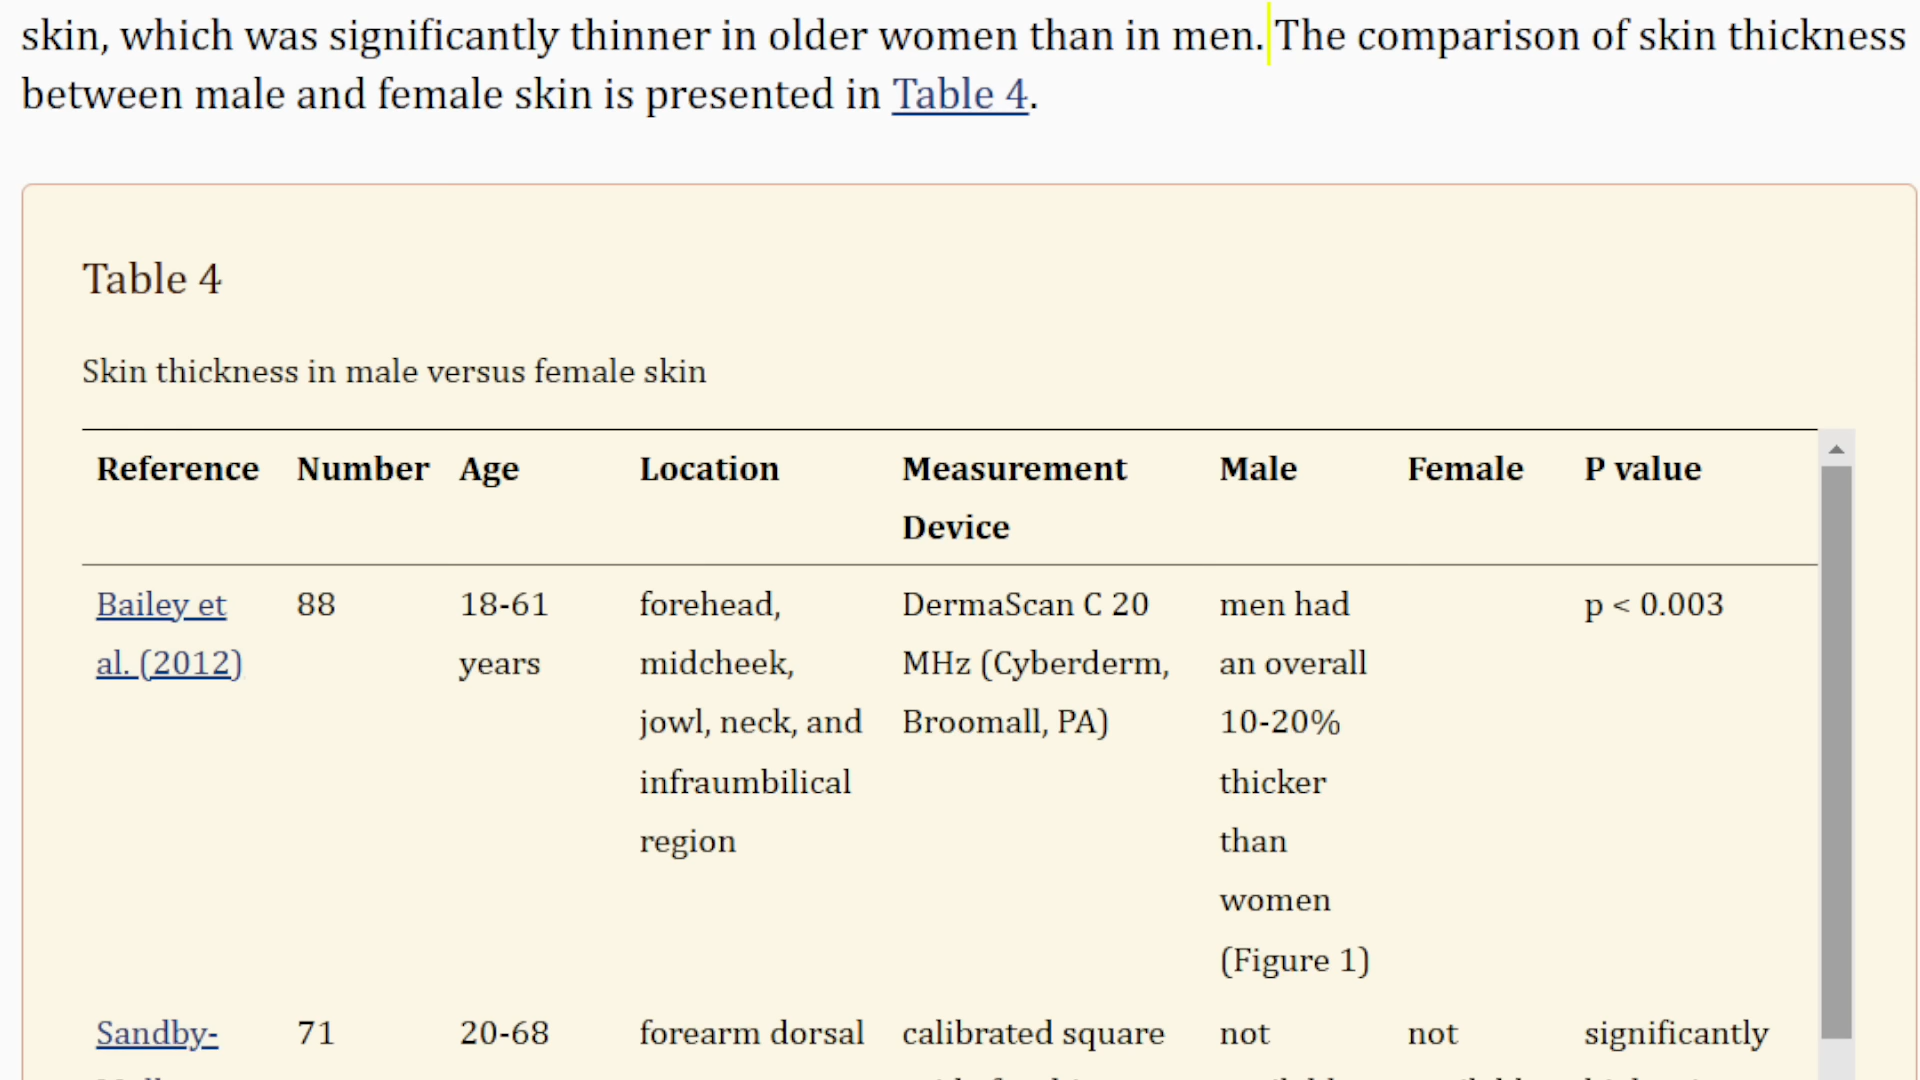 skin, which was significantly thinner in older women than in men. The comparison of skin thickness
between male and female skin is presented in Table 4.
Table 4
Skin thickness in male versus female skin
Reference Number Age Location Measurement Device Male Female P value
Bailey et 88 18-61 forehead, DermaScan C 20 men had p < 0.003
al. (2012) years midcheek, MHz (Cyberderm, an overall
jowl, neck, and Broomall, PA) 10-20%
infraumbilical thicker
region than
women
(Figure 1)
Sandby- 71 20-68 forearm dorsal calibrated square not not significantly